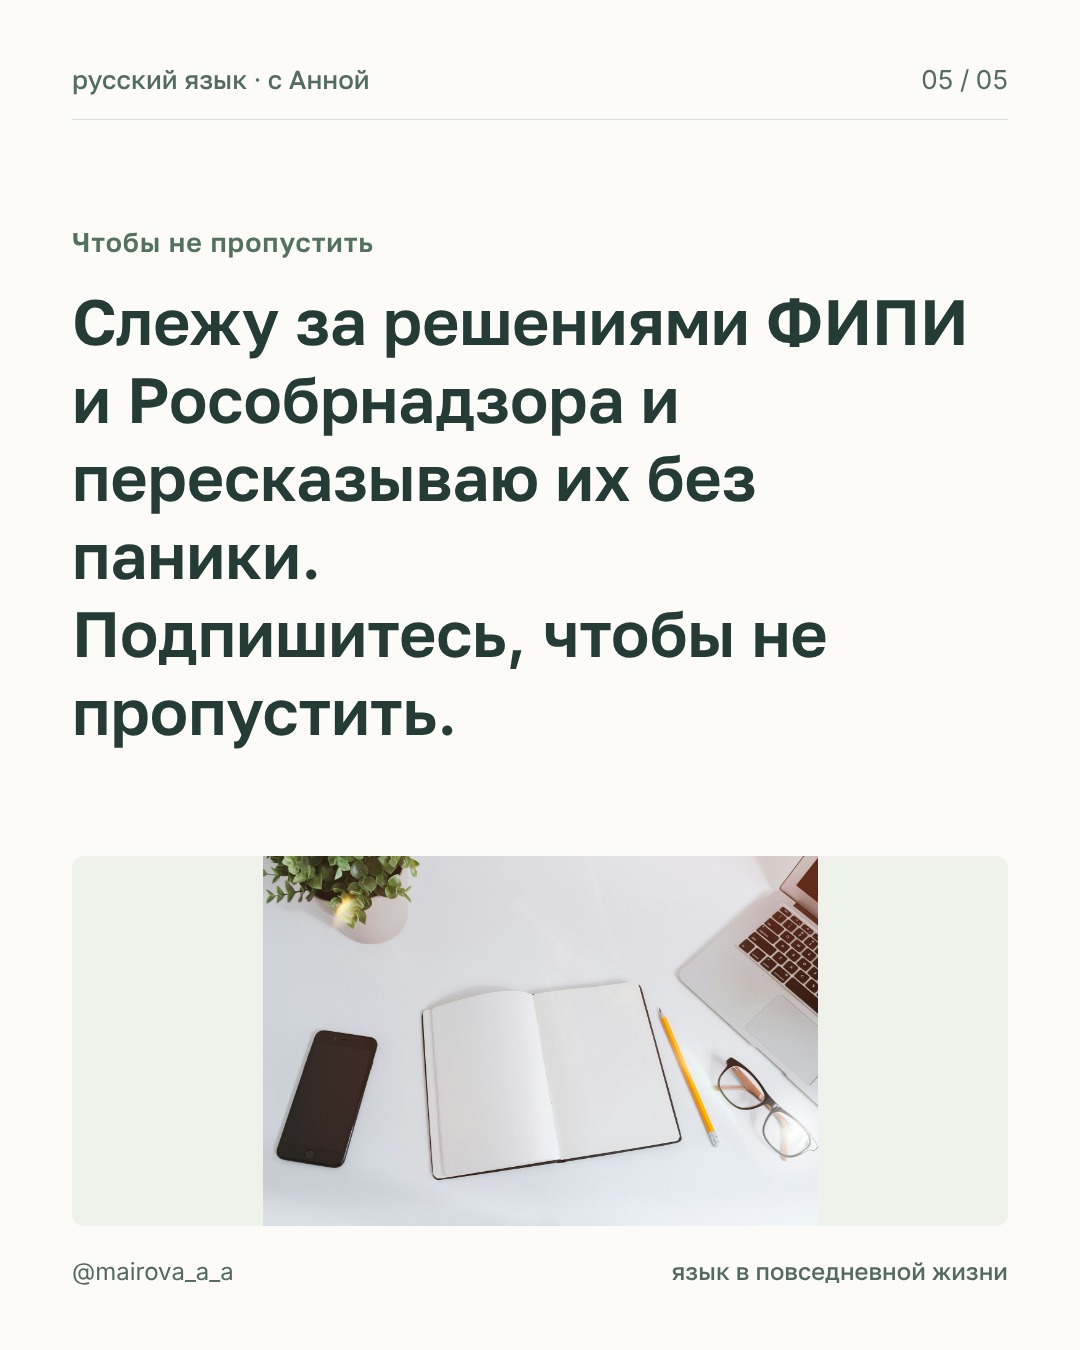 русский язык · с Анной
05 / 05
Чтобы не пропустить
Слежу за решениями ФИПИ
и Рособрнадзора и
пересказываю их без
паники.
Подпишитесь, чтобы не
пропустить.
@mairova_a_a
язык в повседневной жизни